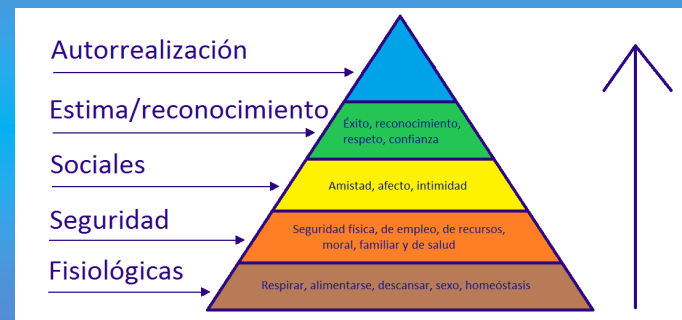 Autorrealización
Estima/reconocimiento
Éxito, reconocimiento,
respeto, confianza
Sociales
Amistad, afecto, intimidad
Seguridad
Seguridad física, de empleo, de recursos,
moral, familiar y de salud
Fisiológicas
Respirar, alimentarse, descansar, sexo, homeóstasis